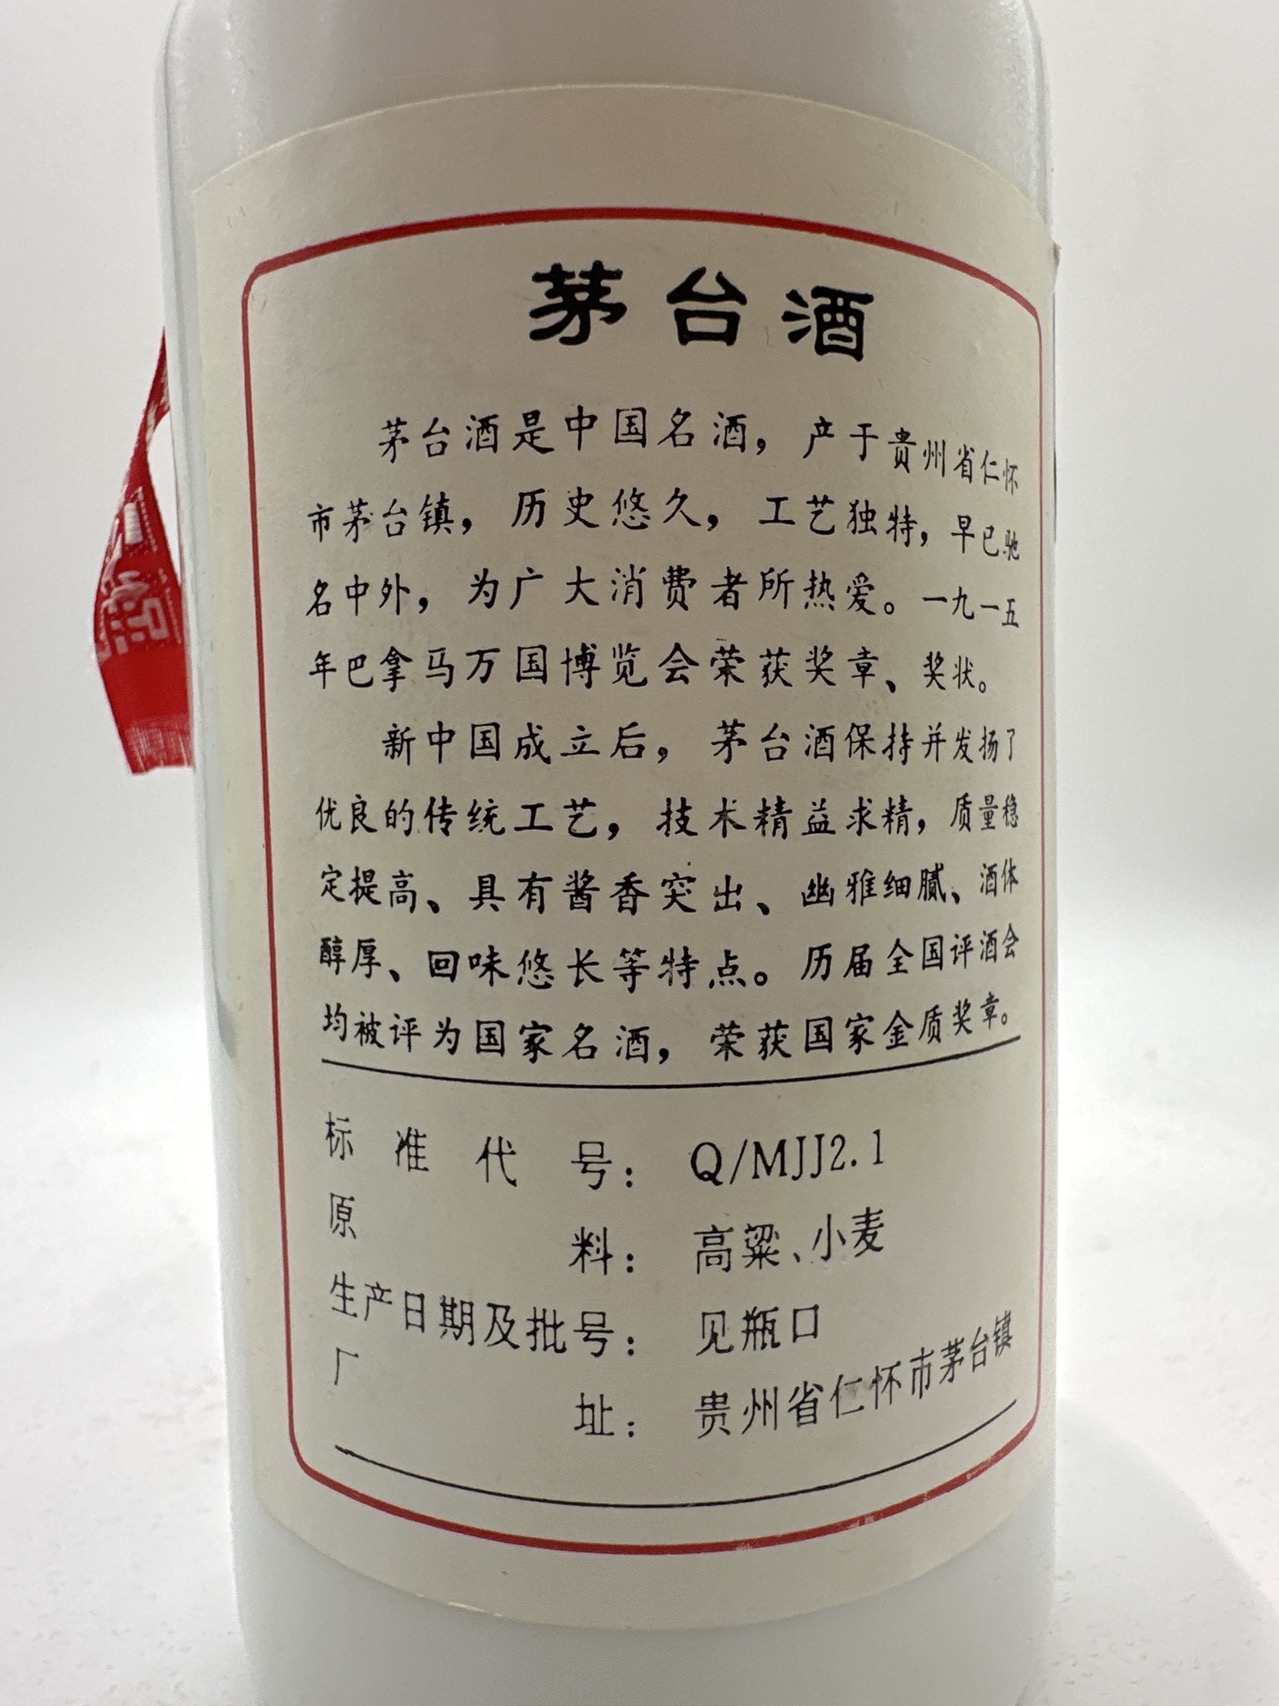 茅台酒
茅台酒是中国名酒，产于贵州省仁怀
市茅台镇，历史悠久，工艺独特，早已驰
名中外，为广大消费者所热爱。一九一五
年巴拿马万国博览会荣获奖章、奖状。
新中国成立后，茅台酒保持并发扬了
优良的传统工艺，技术精益求精，质量稳
定提高、具有酱香突出、幽雅细腻、酒体
醇厚、回味悠长等特点。历届全国评酒会
均被评为国家名酒，荣获国家金质奖章。
标准代号：Q/MJJ2.1
原料：高粱、小麦
生产日期及批号：见瓶口
厂址：贵州省仁怀市茅台镇